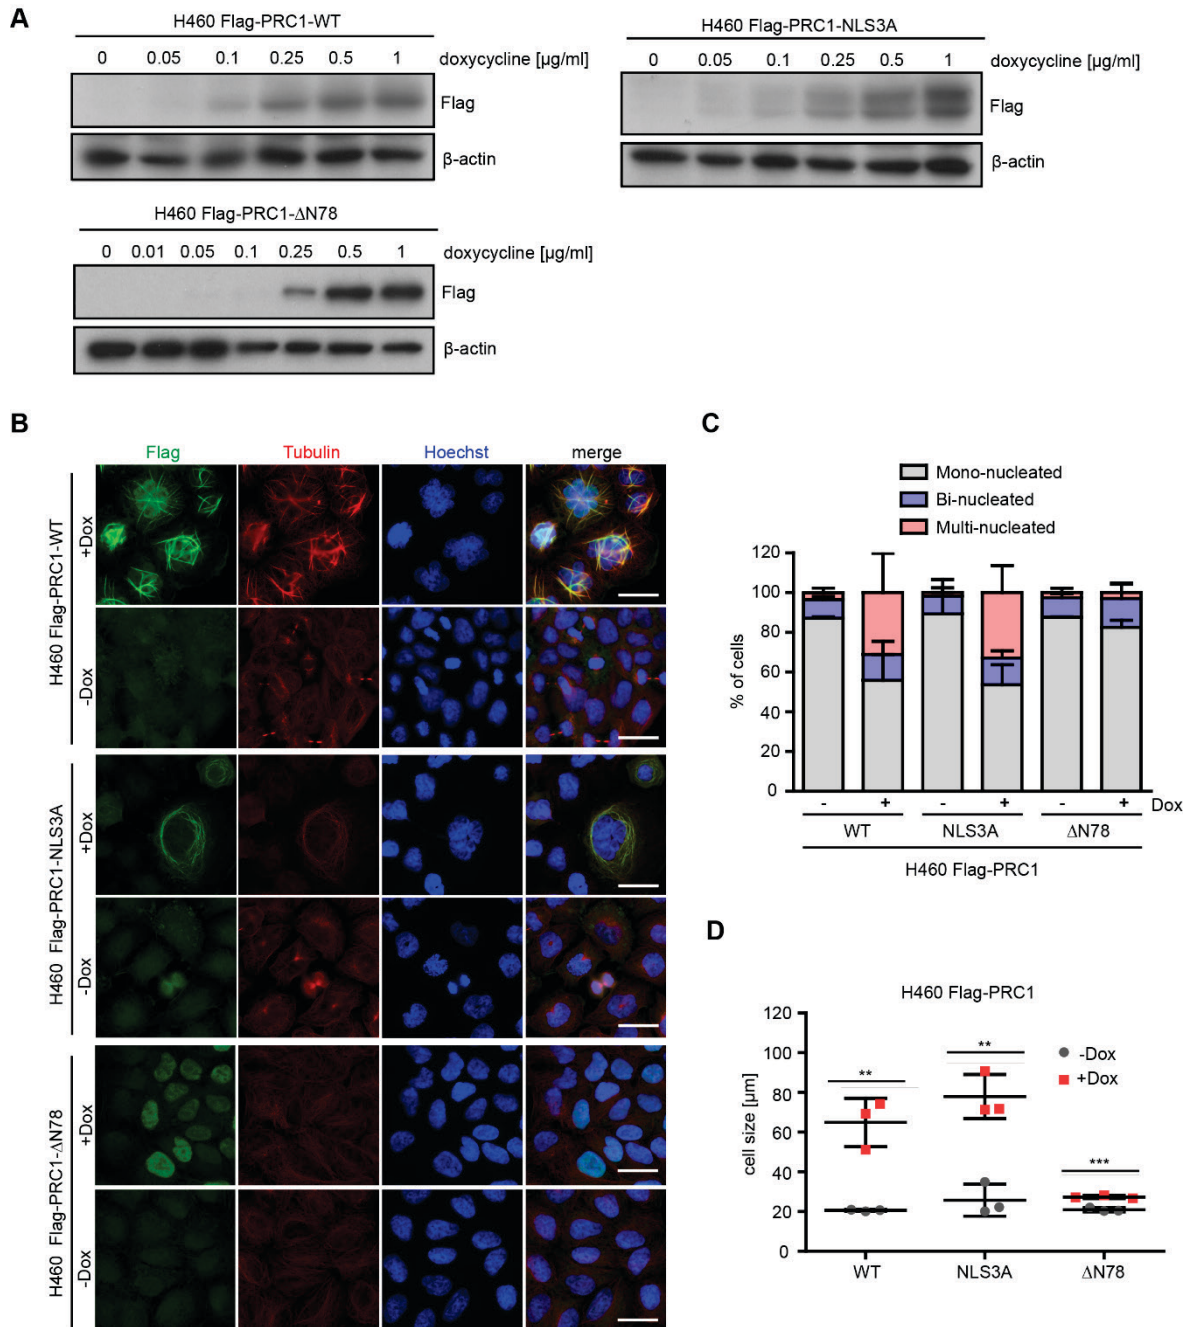 A
H460 Flag-PRC1-WT
0 0.05 0.1 0.25 0.5 1 doxycycline [µg/ml]
Flag
β-actin
H460 Flag-PRC1-NLS3A
0 0.05 0.1 0.25 0.5 1 doxycycline [µg/ml]
Flag
β-actin
H460 Flag-PRC1-ΔN78
0 0.01 0.05 0.1 0.25 0.5 1 doxycycline [µg/ml]
Flag
β-actin
B
Flag Tubulin Hoechst merge
H460 Flag-PRC1-WT
+Dox
-Dox
H460 Flag-PRC1-NLS3A
+Dox
-Dox
H460 Flag-PRC1-ΔN78
+Dox
-Dox
C
Mono-nucleated
Bi-nucleated
Multi-nucleated
% of cells
120
100
80
60
40
20
0
- + - + - + Dox
WT NLS3A ΔN78
H460 Flag-PRC1
D
H460 Flag-PRC1
cell size [µm]
120
100
80
60
40
20
0
** ** ***
-Dox
+Dox
WT NLS3A ΔN78